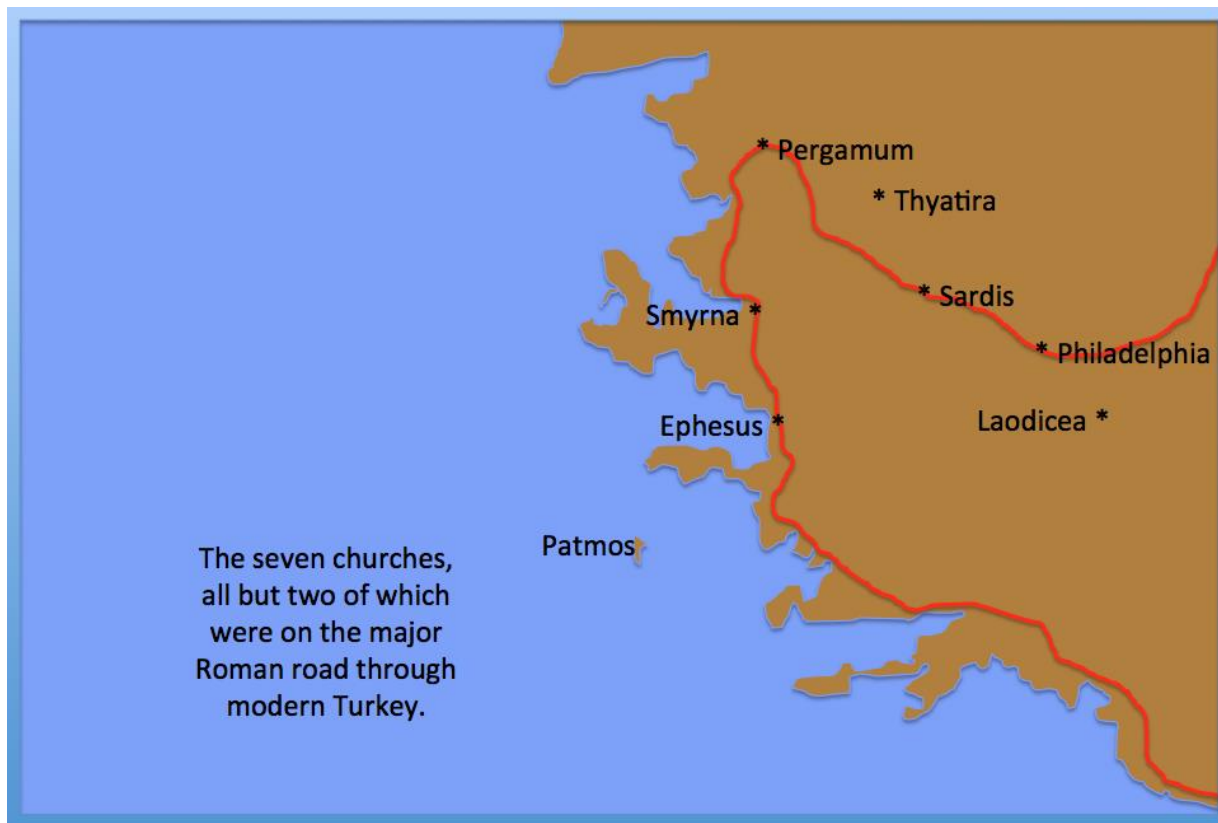 Pergamum
Thyatira
Sardis
Smyrna
Philadelphia
Laodicea
Ephesus
Patmos
The seven churches,
all but two of which
were on the major
Roman road through
modern Turkey.